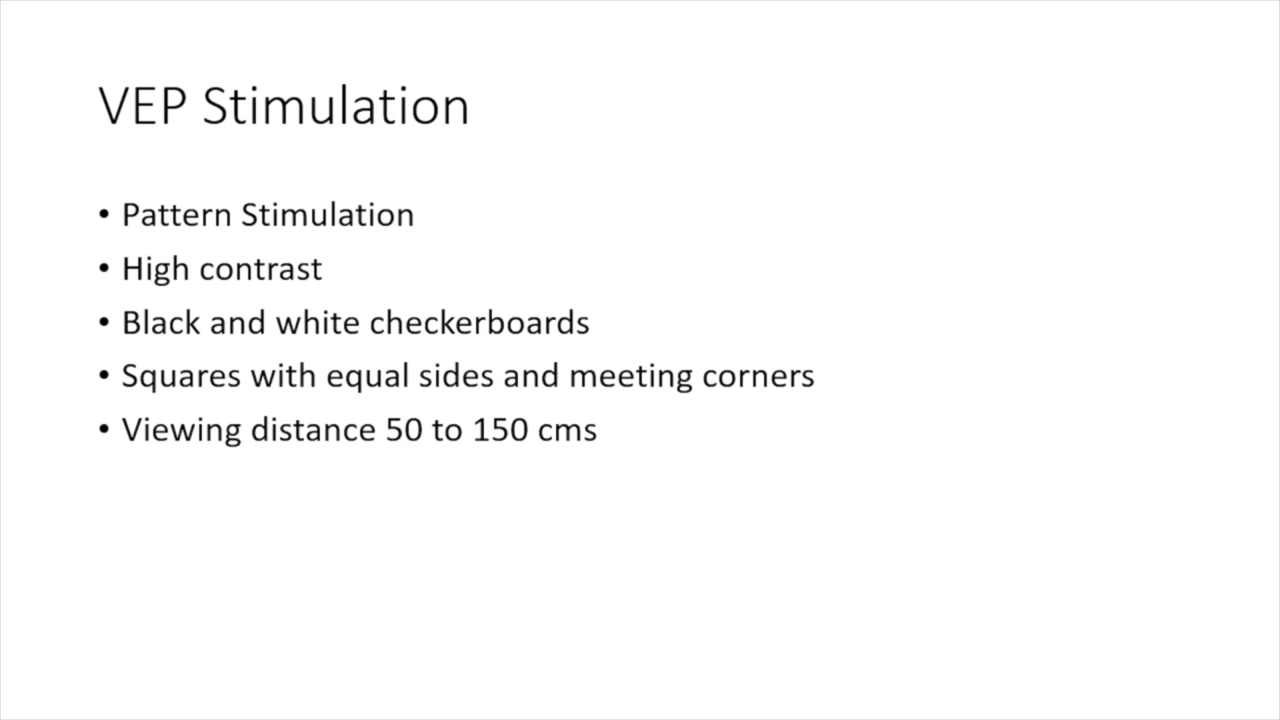 VEP Stimulation
• Pattern Stimulation
• High contrast
• Black and white checkerboards
• Squares with equal sides and meeting corners
• Viewing distance 50 to 150 cms